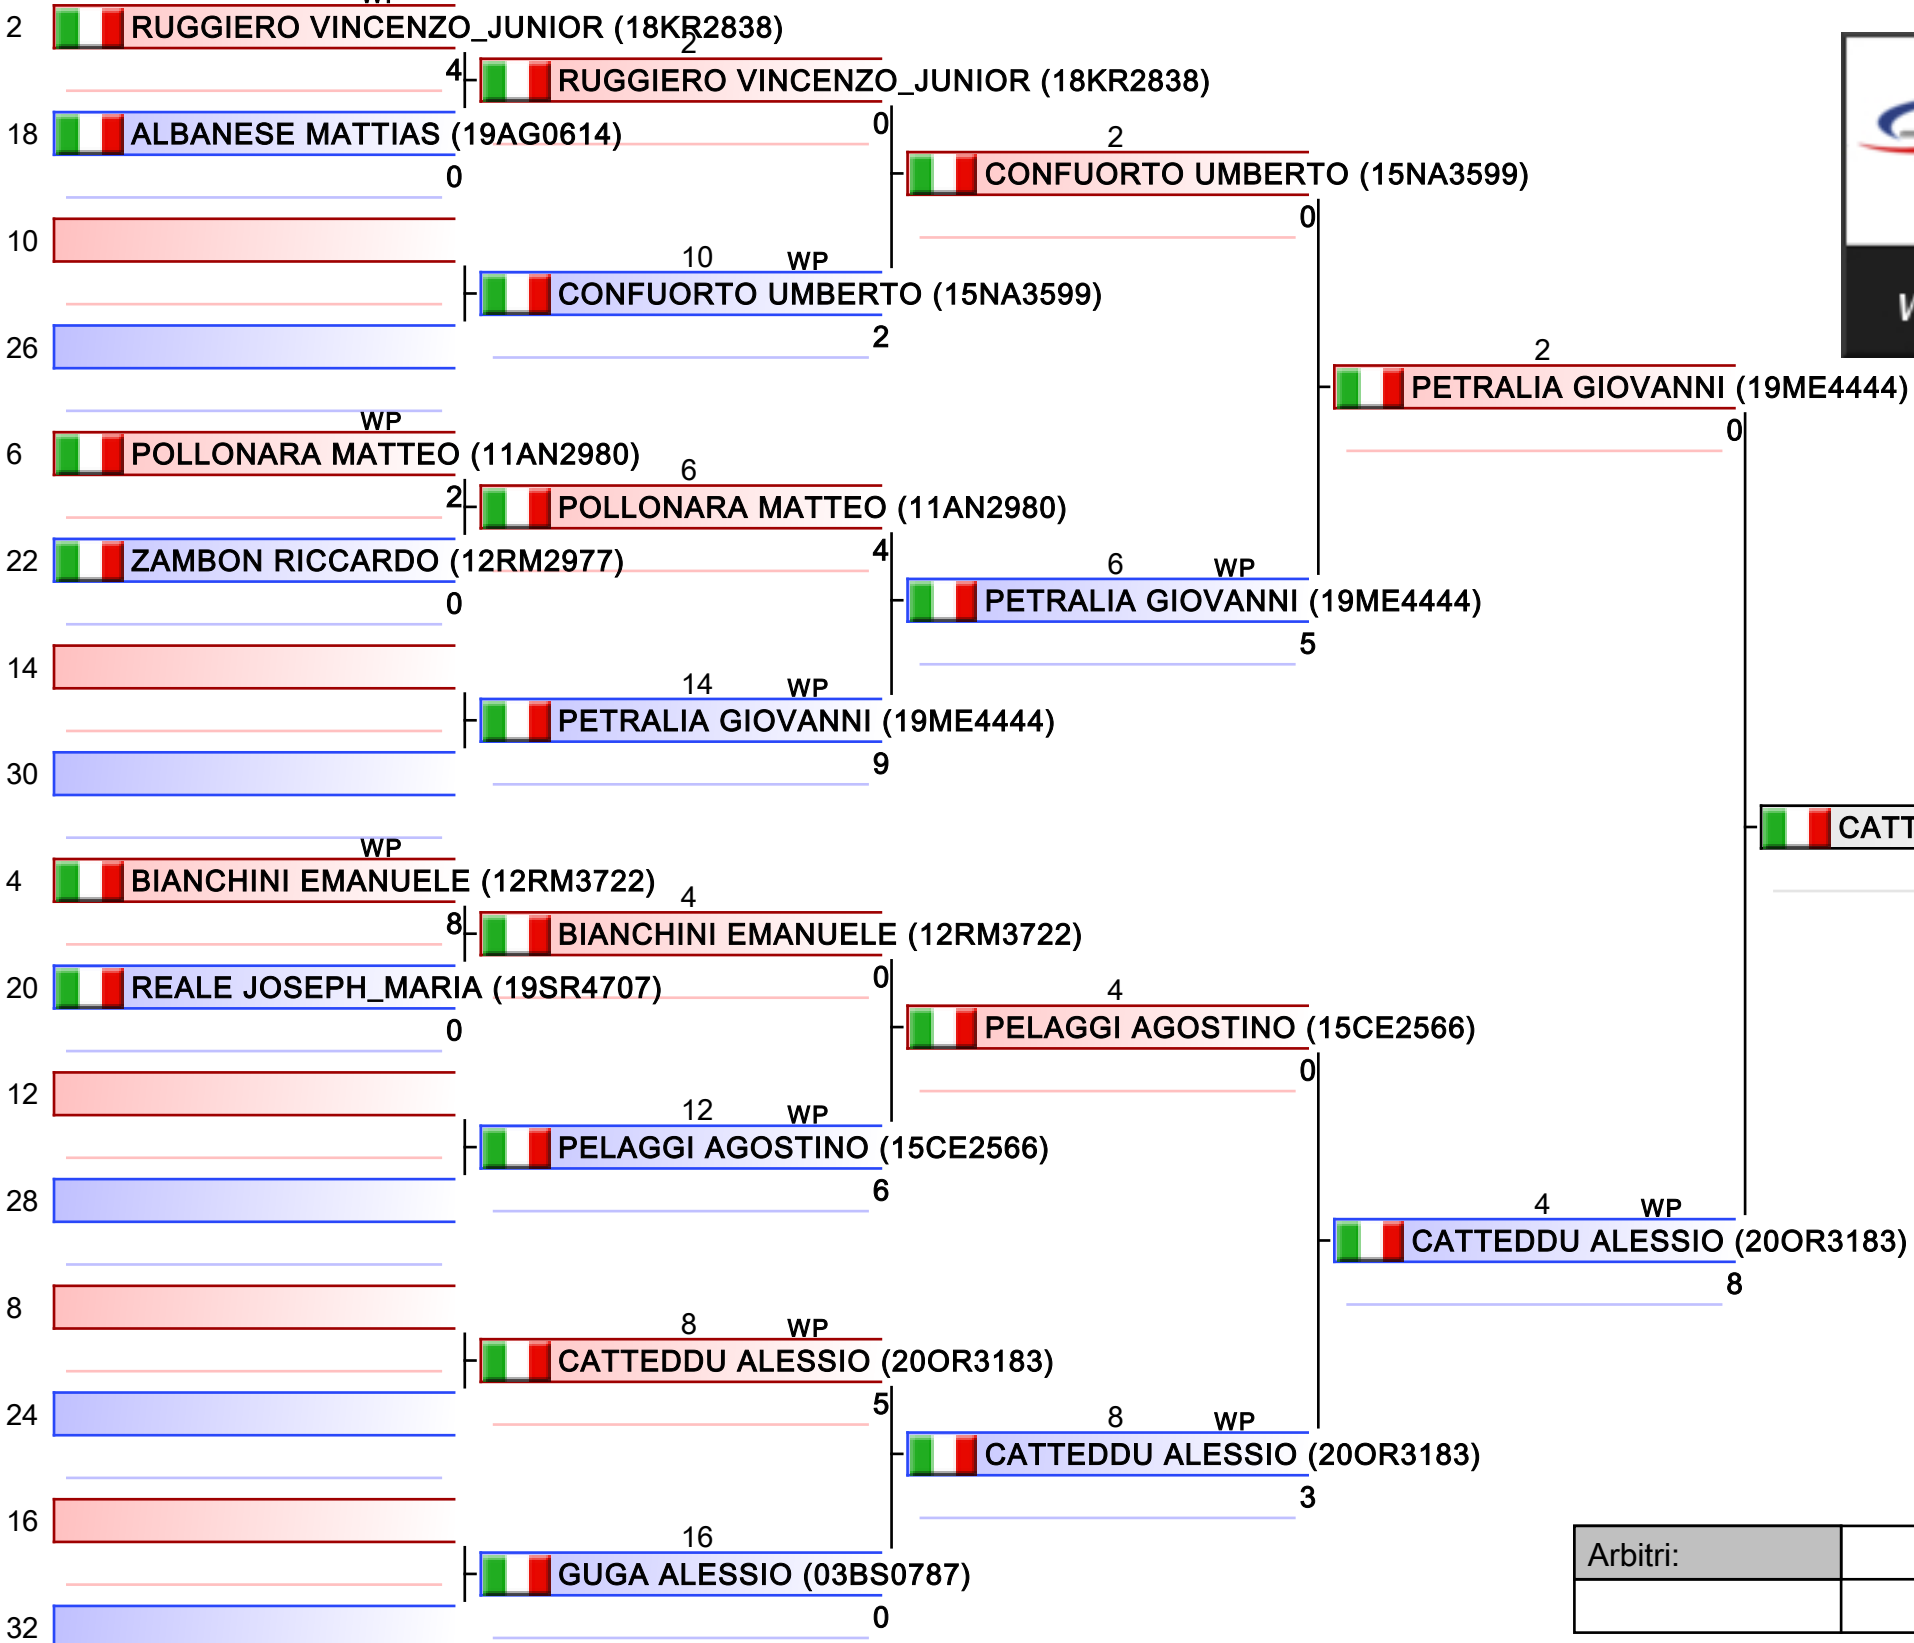 2 RUGGIERO VINCENZO_JUNIOR (18KR2838)
2
4 RUGGIERO VINCENZO_JUNIOR (18KR2838)
18 ALBANESE MATTIAS (19AG0614)
0
2
0
CONFUORTO UMBERTO (15NA3599)
0
10
10 WP
CONFUORTO UMBERTO (15NA3599)
2
26
2
PETRALIA GIOVANNI (19ME4444)
0
WP
6 POLLONARA MATTEO (11AN2980)
6
2 POLLONARA MATTEO (11AN2980)
4
22 ZAMBON RICCARDO (12RM2977)
0
6 WP
PETRALIA GIOVANNI (19ME4444)
5
14
14 WP
PETRALIA GIOVANNI (19ME4444)
9
30
CATT
WP
4 BIANCHINI EMANUELE (12RM3722)
4
8 BIANCHINI EMANUELE (12RM3722)
0
20 REALE JOSEPH_MARIA (19SR4707)
0
4
PELAGGI AGOSTINO (15CE2566)
0
12
12 WP
PELAGGI AGOSTINO (15CE2566)
6
28
4 WP
CATTEDDU ALESSIO (20OR3183)
8
8
8 WP
CATTEDDU ALESSIO (20OR3183)
5
24
8 WP
CATTEDDU ALESSIO (20OR3183)
3
16
16
GUGA ALESSIO (03BS0787)
0
32
Arbitri: